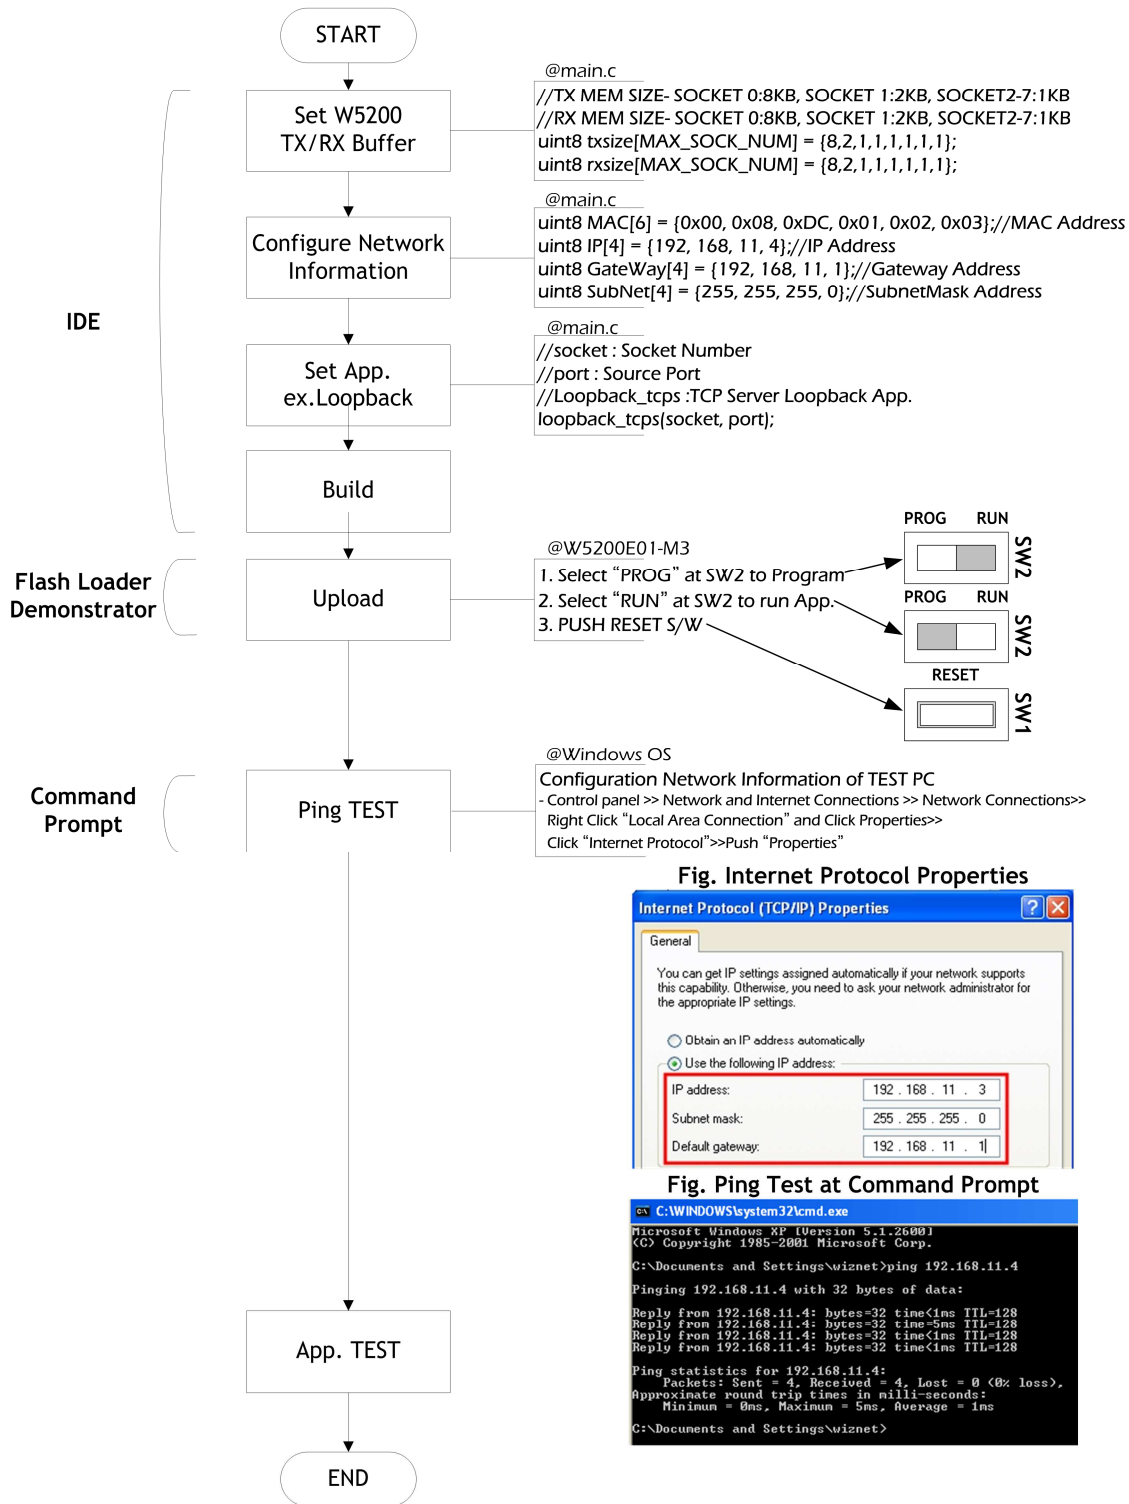 START
@main.c
//TX MEM SIZE- SOCKET 0:8KB, SOCKET 1:2KB, SOCKET2-7:1KB
//RX MEM SIZE- SOCKET 0:8KB, SOCKET 1:2KB, SOCKET2-7:1KB
uint8 txsize[MAX_SOCK_NUM] = {8,2,1,1,1,1,1,1};
uint8 rxsize[MAX_SOCK_NUM] = {8,2,1,1,1,1,1,1};
Set W5200
TX/RX Buffer
@main.c
uint8 MAC[6] = {0x00, 0x08, 0xDC, 0x01, 0x02, 0x03};//MAC Address
uint8 IP[4] = {192, 168, 11, 4};//IP Address
uint8 GateWay[4] = {192, 168, 11, 1};//Gateway Address
uint8 SubNet[4] = {255, 255, 255, 0};//SubnetMask Address
Configure Network
Information
IDE
@main.c
//socket : Socket Number
//port : Source Port
//Loopback_tcps :TCP Server Loopback App.
loopback_tcps(socket, port);
Set App.
ex.Loopback
Build
Flash Loader
Demonstrator
Upload
@W5200E01-M3
1. Select “PROG” at SW2 to Program
2. Select “RUN” at SW2 to run App.
3. PUSH RESET S/W
PROG RUN
SW2
PROG RUN
SW2
RESET
SW1
Command
Prompt
Ping TEST
@Windows OS
Configuration Network Information of TEST PC
- Control panel >> Network and Internet Connections >> Network Connections>>
Right Click “Local Area Connection” and Click Properties>>
Click “Internet Protocol”>>Push “Properties”
Fig. Internet Protocol Properties
Internet Protocol (TCP/IP) Properties
General
You can get IP settings assigned automatically if your network supports
this capability. Otherwise, you need to ask your network administrator for
the appropriate IP settings.
Obtain an IP address automatically
Use the following IP address:
IP address: 192 . 168 . 11 . 3
Subnet mask: 255 . 255 . 255 . 0
Default gateway: 192 . 168 . 11 . 1
Fig. Ping Test at Command Prompt
C:\WINDOWS\system32\cmd.exe
Microsoft Windows XP [Version 5.1.2600]
(C) Copyright 1985-2001 Microsoft Corp.
C:\Documents and Settings\wiznet>ping 192.168.11.4
Pinging 192.168.11.4 with 32 bytes of data:
Reply from 192.168.11.4: bytes=32 time<1ms TTL=128
Reply from 192.168.11.4: bytes=32 time=5ms TTL=128
Reply from 192.168.11.4: bytes=32 time<1ms TTL=128
Reply from 192.168.11.4: bytes=32 time<1ms TTL=128
Ping statistics for 192.168.11.4:
Packets: Sent = 4, Received = 4, Lost = 0 (0% loss),
Approximate round trip times in milli-seconds:
Minimum = 0ms, Maximum = 5ms, Average = 1ms
C:\Documents and Settings\wiznet>
App. TEST
END